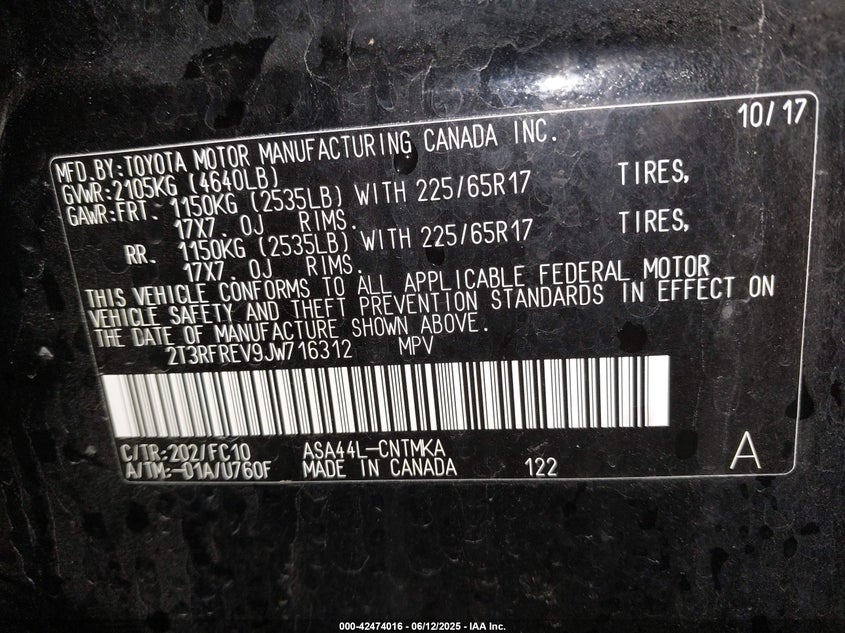 10/17
MFD.BY:TOYOTA MOTOR MANUFACTURING CANADA INC.
GVWR:2105KG (4640LB)
GAWR:FRT. 1150KG (2535LB) WITH 225/65R17 TIRES,
17X7.0J RIMS.
RR. 1150KG (2535LB) WITH 225/65R17 TIRES,
17X7.0J RIMS.
THIS VEHICLE CONFORMS TO ALL APPLICABLE FEDERAL MOTOR
VEHICLE SAFETY AND THEFT PREVENTION STANDARDS IN EFFECT ON
THE DATE OF MANUFACTURE SHOWN ABOVE.
2T3RFREV9JW716312 MPV
C/TR:202/FC10 ASA44L-CNTMKA
A/TM:-01A/U760F MADE IN CANADA 122 A
000-42474016 - 06/12/2025 - IAA Inc.